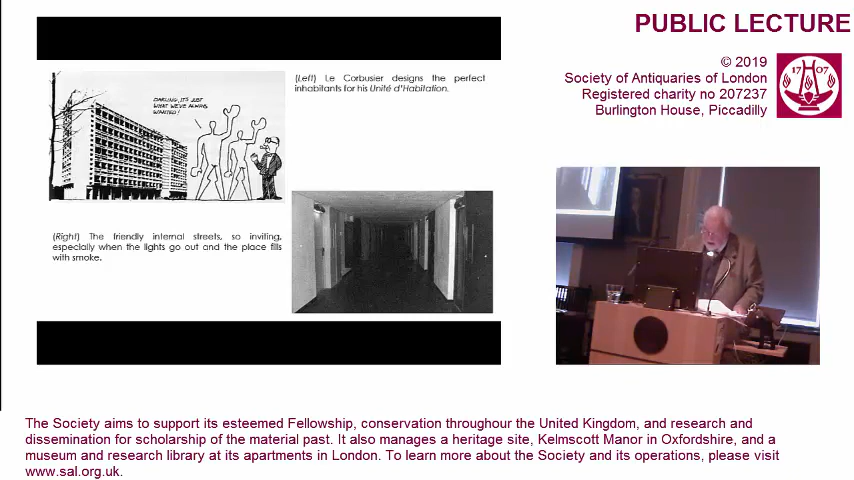 PUBLIC LECTURE
© 2019
Society of Antiquaries of London
Registered charity no 207237
Burlington House, Piccadilly
17 07
DARLING, IT'S JUST
WHAT WE'VE ALWAYS
WANTED!
(Left) Le Corbusier designs the perfect
inhabitants for his Unité d'Habitation.
(Right) The friendly internal streets, so inviting,
especially when the lights go out and the place fills
with smoke.
The Society aims to support its esteemed Fellowship, conservation throughour the United Kingdom, and research and
dissemination for scholarship of the material past. It also manages a heritage site, Kelmscott Manor in Oxfordshire, and a
museum and research library at its apartments in London. To learn more about the Society and its operations, please visit
www.sal.org.uk.